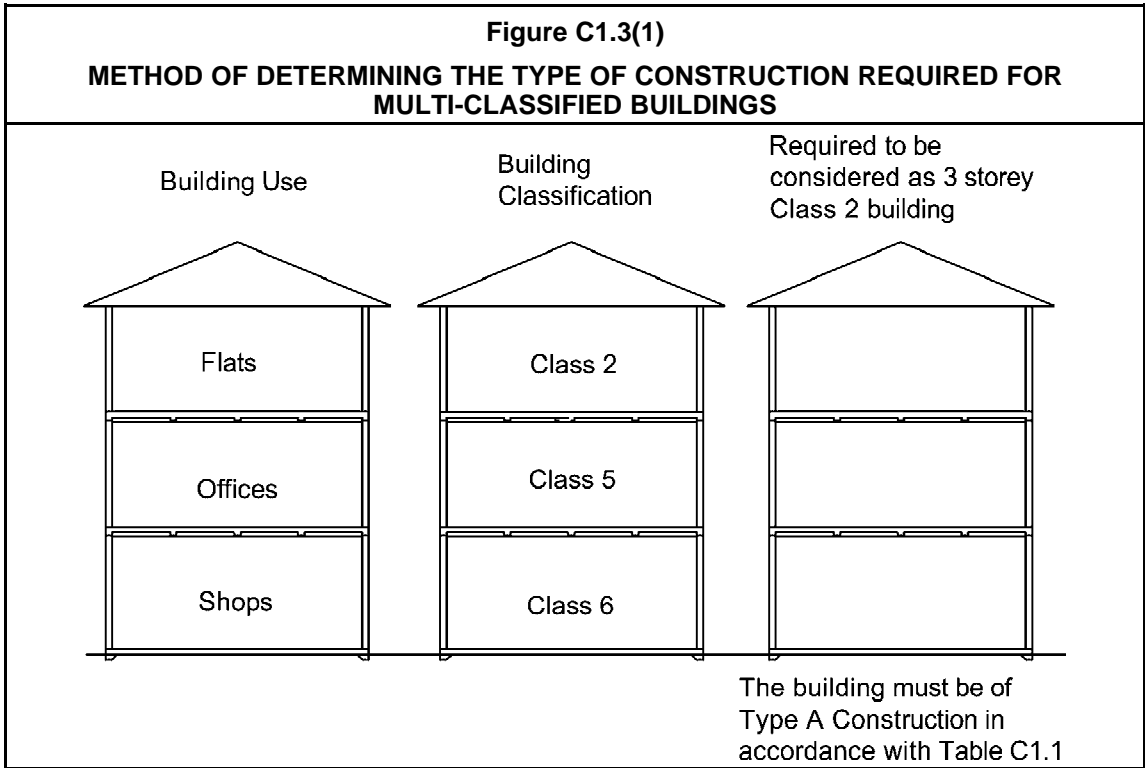 Figure C1.3(1)
METHOD OF DETERMINING THE TYPE OF CONSTRUCTION REQUIRED FOR
MULTI-CLASSIFIED BUILDINGS
Building Use
Building
Classification
Required to be
considered as 3 storey
Class 2 building
Flats
Class 2
Offices
Class 5
Shops
Class 6
The building must be of
Type A Construction in
accordance with Table C1.1